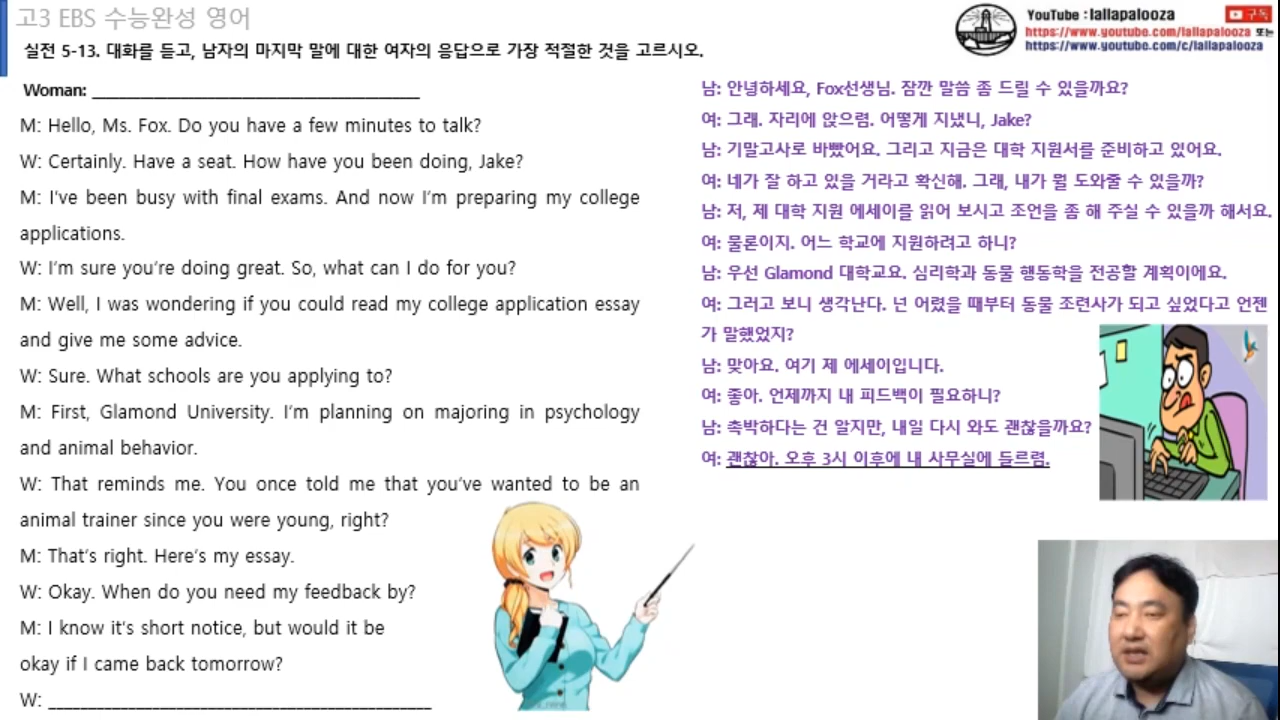 고3 EBS 수능완성 영어
YouTube : lallapalooza
구독
https://www.youtube.com/lallapalooza 또는
https://www.youtube.com/c/lallapalooza
실전 5-13. 대화를 듣고, 남자의 마지막 말에 대한 여자의 응답으로 가장 적절한 것을 고르시오.
Woman: ____________________________________
M: Hello, Ms. Fox. Do you have a few minutes to talk?
W: Certainly. Have a seat. How have you been doing, Jake?
M: I've been busy with final exams. And now I'm preparing my college
applications.
W: I'm sure you're doing great. So, what can I do for you?
M: Well, I was wondering if you could read my college application essay
and give me some advice.
W: Sure. What schools are you applying to?
M: First, Glamond University. I'm planning on majoring in psychology
and animal behavior.
W: That reminds me. You once told me that you've wanted to be an
animal trainer since you were young, right?
M: That's right. Here's my essay.
W: Okay. When do you need my feedback by?
M: I know it's short notice, but would it be
okay if I came back tomorrow?
W: __________________________________________
남: 안녕하세요, Fox선생님. 잠깐 말씀 좀 드릴 수 있을까요?
여: 그래. 자리에 앉으렴. 어떻게 지냈니, Jake?
남: 기말고사로 바빴어요. 그리고 지금은 대학 지원서를 준비하고 있어요.
여: 네가 잘 하고 있을 거라고 확신해. 그래, 내가 뭘 도와줄 수 있을까?
남: 저, 제 대학 지원 에세이를 읽어 보시고 조언을 좀 해 주실 수 있을까 해서요.
여: 물론이지. 어느 학교에 지원하려고 하니?
남: 우선 Glamond 대학교요. 심리학과 동물 행동학을 전공할 계획이에요.
여: 그러고 보니 생각난다. 넌 어렸을 때부터 동물 조련사가 되고 싶었다고 언젠
가 말했었지?
남: 맞아요. 여기 제 에세이입니다.
여: 좋아. 언제까지 내 피드백이 필요하니?
남: 촉박하다는 건 알지만, 내일 다시 와도 괜찮을까요?
여: 괜찮아. 오후 3시 이후에 내 사무실에 들르렴.